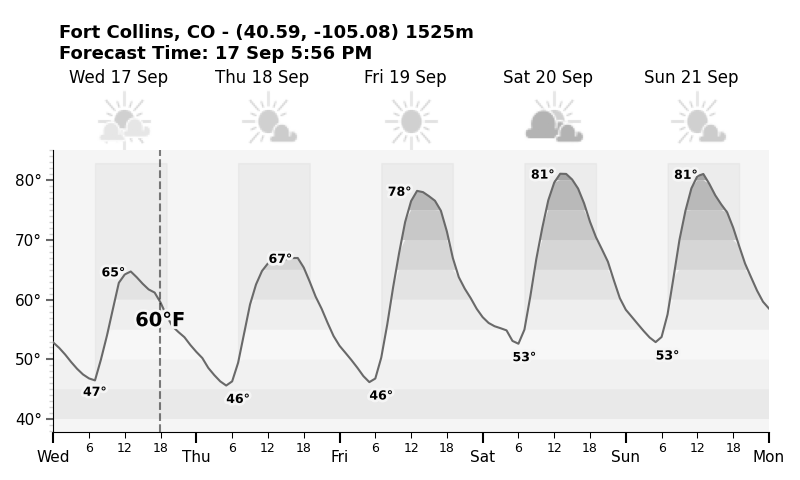 Fort Collins, CO - (40.59, -105.08) 1525m
Forecast Time: 17 Sep 5:56 PM
Wed 17 Sep Thu 18 Sep Fri 19 Sep Sat 20 Sep Sun 21 Sep
80°
70°
60°
50°
40°
65°
47°
60°F
67°
46°
78°
46°
81°
53°
81°
53°
6 12 18 6 12 18 6 12 18 6 12 18 6 12 18
Wed Thu Fri Sat Sun Mon